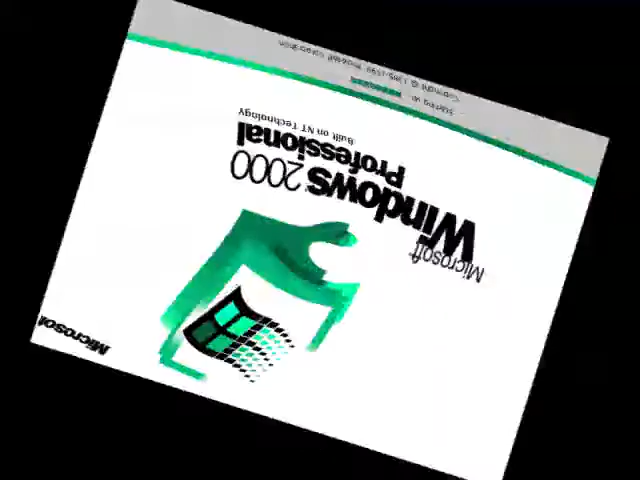 Microsoft
Microsoft
Windows 2000
Professional
Built on NT Technology
Starting up
Copyright © 1985-1999 Microsoft Corporation